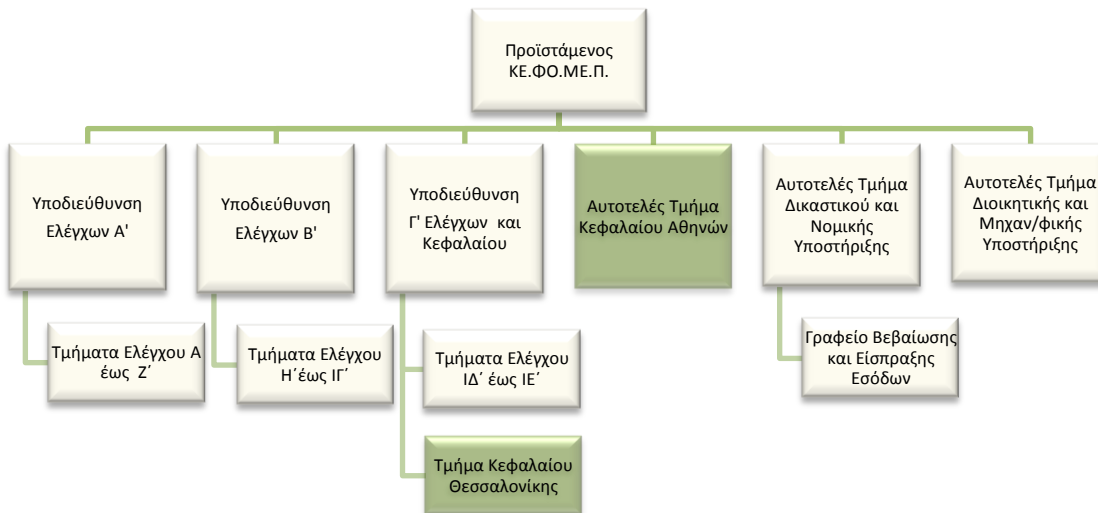 Προϊστάμενος
ΚΕ.ΦΟ.ΜΕ.Π.
Υποδιεύθυνση
Ελέγχων Α'
Υποδιεύθυνση
Ελέγχων Β'
Υποδιεύθυνση
Γ' Ελέγχων και
Κεφαλαίου
Αυτοτελές Τμήμα
Κεφαλαίου Αθηνών
Αυτοτελές Τμήμα
Δικαστικού και
Νομικής
Υποστήριξης
Αυτοτελές Τμήμα
Διοικητικής και
Μηχαν/φικής
Υποστήριξης
Τμήματα Ελέγχου Α
έως Ζ΄
Τμήματα Ελέγχου
Η΄έως ΙΓ΄
Τμήματα Ελέγχου
ΙΔ΄ έως ΙΕ΄
Γραφείο Βεβαίωσης
και Είσπραξης
Εσόδων
Τμήμα Κεφαλαίου
Θεσσαλονίκης